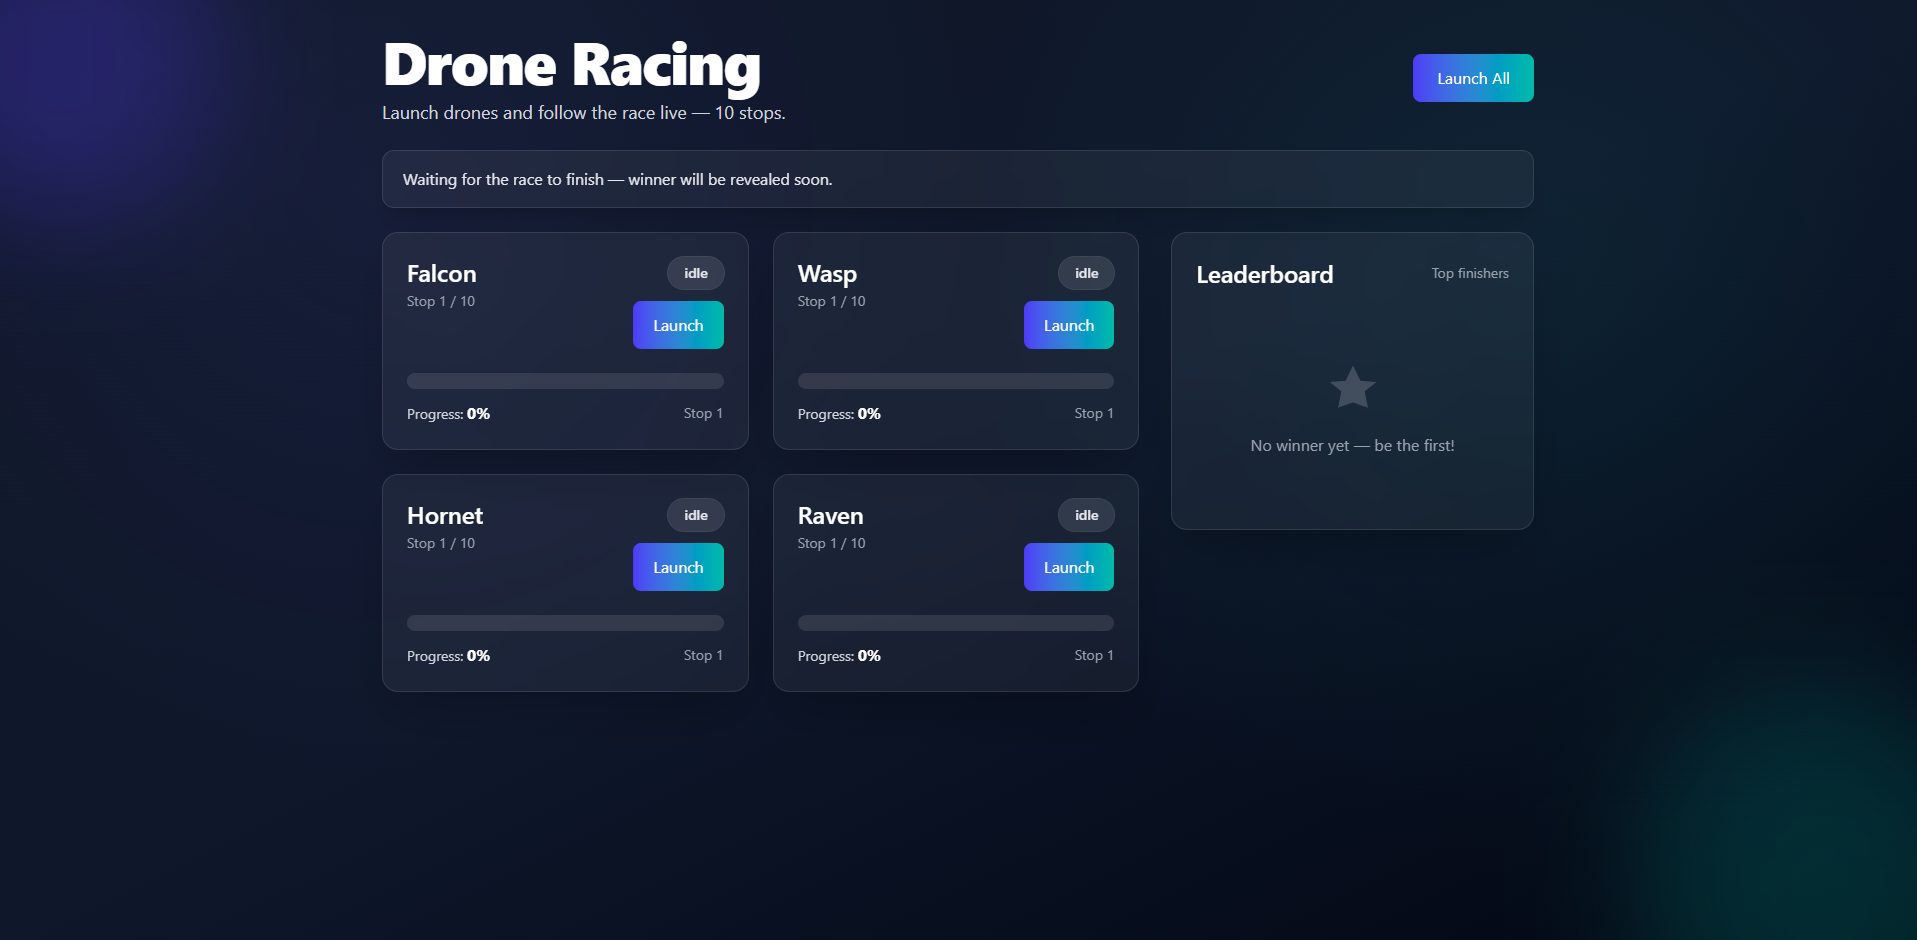 Drone Racing
Launch drones and follow the race live — 10 stops.
Launch All
Waiting for the race to finish — winner will be revealed soon.
Falcon
idle
Stop 1 / 10
Launch
Progress: 0%
Stop 1
Wasp
idle
Stop 1 / 10
Launch
Progress: 0%
Stop 1
Hornet
idle
Stop 1 / 10
Launch
Progress: 0%
Stop 1
Raven
idle
Stop 1 / 10
Launch
Progress: 0%
Stop 1
Leaderboard
Top finishers
No winner yet — be the first!